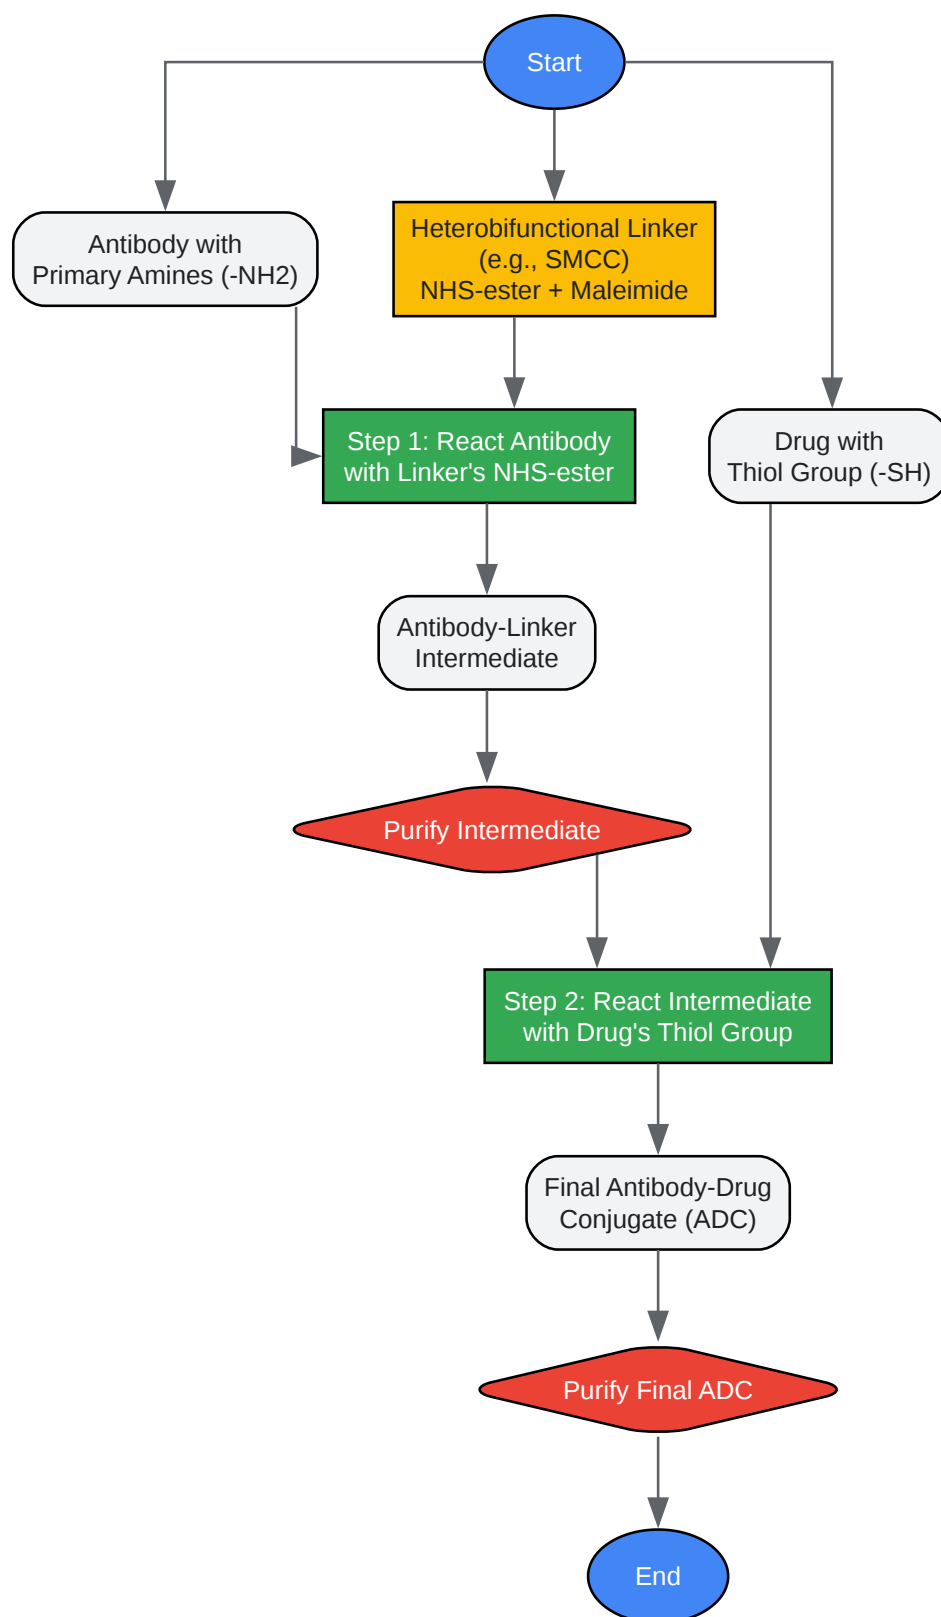 Start
Antibody with
Primary Amines (-NH2)
Heterobifunctional Linker
(e.g., SMCC)
NHS-ester + Maleimide
Step 1: React Antibody
with Linker's NHS-ester
Drug with
Thiol Group (-SH)
Antibody-Linker
Intermediate
Purify Intermediate
Step 2: React Intermediate
with Drug's Thiol Group
Final Antibody-Drug
Conjugate (ADC)
Purify Final ADC
End